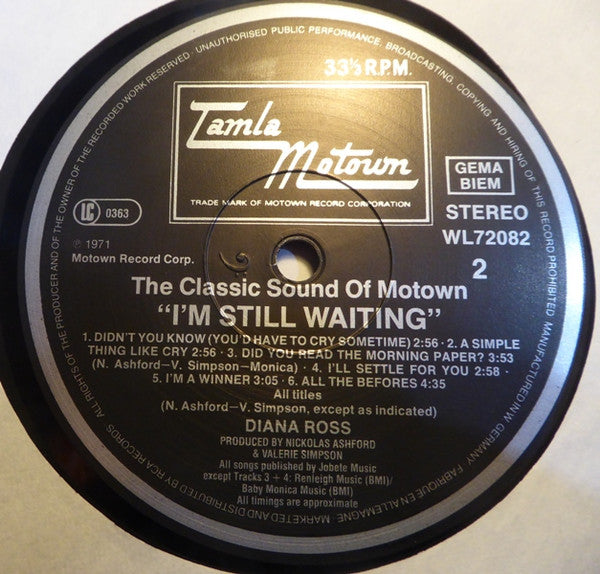 ALL RIGHTS OF THE PRODUCER AND OF THE OWNER OF THE RECORDED WORK RESERVED · UNAUTHORISED PUBLIC PERFORMANCE, BROADCASTING, COPYING AND HIRING OF THIS RECORD PROHIBITED. MANUFACTURED IN W. GERMANY. FABRIQUE EN ALLEMAGNE. MARKETED AND DISTRIBUTED BY RCA RECORDS.
33⅓ R.P.M.
Tamla
Motown
TRADE MARK OF MOTOWN RECORD CORPORATION
GEMA
BIEM
LC 0363
STEREO
WL72082
℗ 1971
Motown Record Corp.
2
The Classic Sound Of Motown
"I'M STILL WAITING"
1. DIDN'T YOU KNOW (YOU'D HAVE TO CRY SOMETIME) 2:56 · 2. A SIMPLE
THING LIKE CRY 2:56 · 3. DID YOU READ THE MORNING PAPER? 3:53
(N. Ashford–V. Simpson–Monica) · 4. I'LL SETTLE FOR YOU 2:58 ·
5. I'M A WINNER 3:05 · 6. ALL THE BEFORES 4:35
All titles
(N. Ashford–V. Simpson, except as indicated)
DIANA ROSS
PRODUCED BY NICKOLAS ASHFORD
& VALERIE SIMPSON
All songs published by Jobete Music
except Tracks 3 + 4: Renleigh Music (BMI)/
Baby Monica Music (BMI)
All timings are approximate